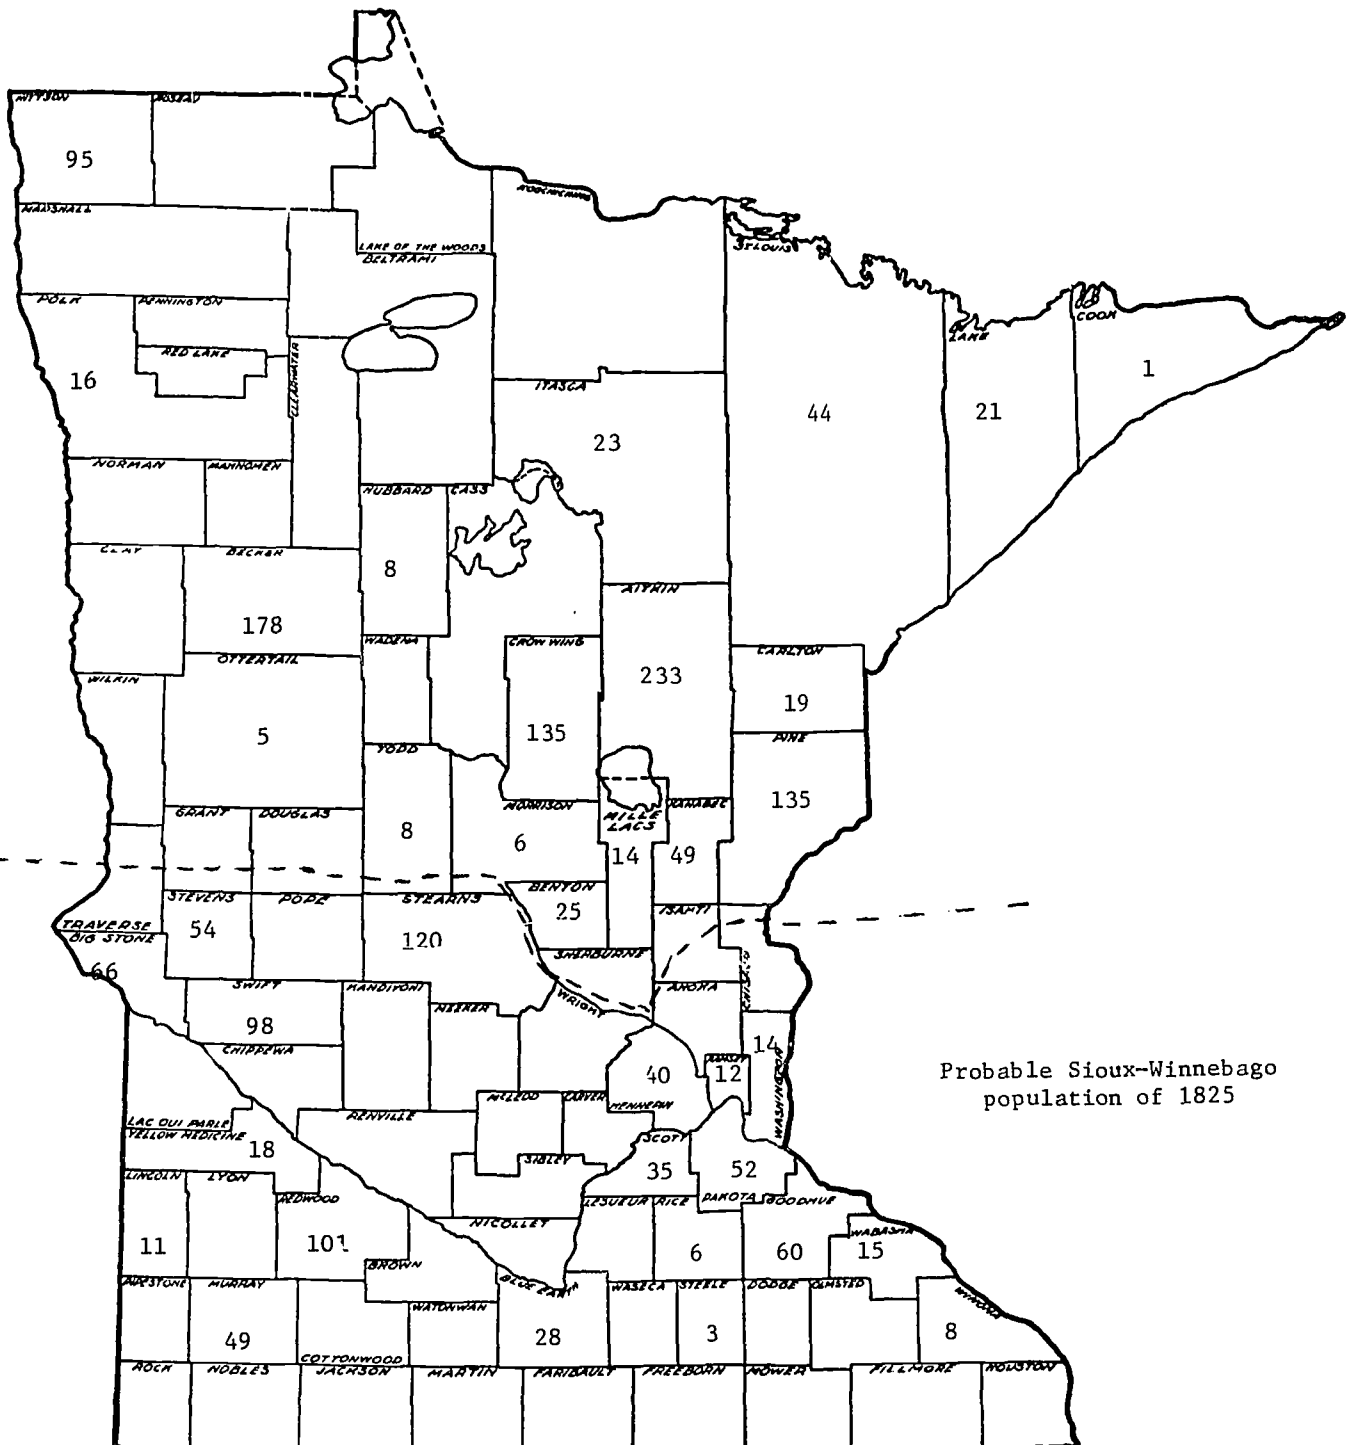 KITTSON
ROSEAU
95
MARSHALL
LAKE OF THE WOODS
BELTRAMI
KOOCHICHING
ST. LOUIS
POLK
PENNINGTON
RED LAKE
CLEARWATER
16
ITASCA
23
44
LAKE
21
COOK
1
NORMAN
MAHNOMEN
HUBBARD
CASS
8
CLAY
BECKER
178
AITKIN
233
WADENA
CROW WING
135
CARLTON
19
WILKIN
OTTERTAIL
5
TODD
8
MORRISON
6
MILLE
LACS
14
KANABEC
49
PINE
135
GRANT
DOUGLAS
STEVENS
54
POPE
STEARNS
120
BENTON
25
SHERBURNE
ISANTI
CHISAGO
TRAVERSE
BIG STONE
66
SWIFT
98
KANDIYOHI
MEEKER
WRIGHT
ANOKA
14
WASHINGTON
CHIPPEWA
40
HENNEPIN
RAMSEY
12
Probable Sioux-Winnebago
population of 1825
LAC QUI PARLE
YELLOW MEDICINE
18
RENVILLE
MCLEOD
CARVER
SIBLEY
SCOTT
35
52
DAKOTA
GOODHUE
60
LINCOLN
11
LYON
REDWOOD
101
NICOLLET
LESUEUR
RICE
6
WABASHA
15
BROWN
BLUE EARTH
28
PIPESTONE
MURRAY
49
COTTONWOOD
WATONWAN
WASECA
STEELE
3
DODGE
OLMSTED
WINONA
8
ROCK
NOBLES
JACKSON
MARTIN
FARIBAULT
FREEBORN
MOWER
FILLMORE
HOUSTON